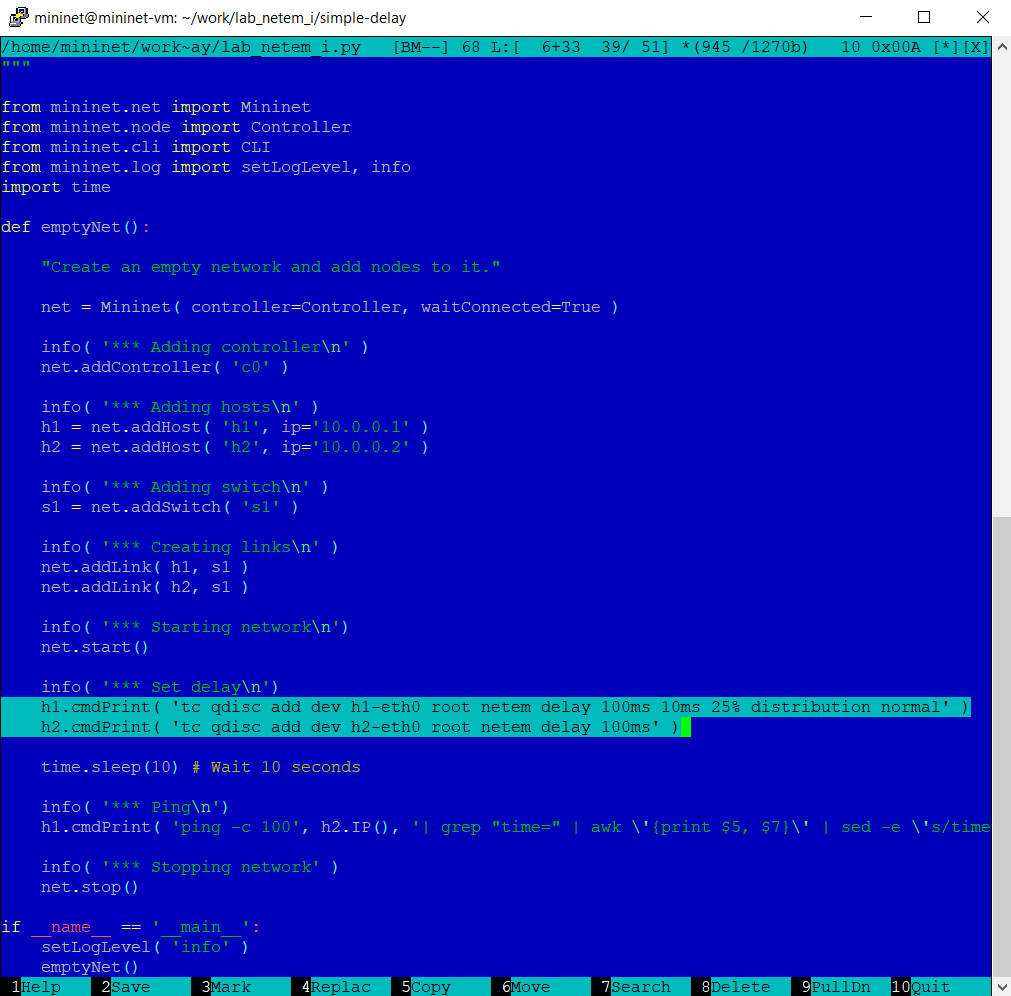 mininet@mininet-vm: ~/work/lab_netem_i/simple-delay
/home/mininet/work~ay/lab_netem_i.py   [BM--] 68 L:[  6+33  39/ 51] *(945 /1270b)   10 0x00A [*][X]
"""
from mininet.net import Mininet
from mininet.node import Controller
from mininet.cli import CLI
from mininet.log import setLogLevel, info
import time
def emptyNet():
    "Create an empty network and add nodes to it."
    net = Mininet( controller=Controller, waitConnected=True )
    info( '*** Adding controller\n' )
    net.addController( 'c0' )
    info( '*** Adding hosts\n' )
    h1 = net.addHost( 'h1', ip='10.0.0.1' )
    h2 = net.addHost( 'h2', ip='10.0.0.2' )
    info( '*** Adding switch\n' )
    s1 = net.addSwitch( 's1' )
    info( '*** Creating links\n' )
    net.addLink( h1, s1 )
    net.addLink( h2, s1 )
    info( '*** Starting network\n')
    net.start()
    info( '*** Set delay\n')
    h1.cmdPrint( 'tc qdisc add dev h1-eth0 root netem delay 100ms 10ms 25% distribution normal' )
    h2.cmdPrint( 'tc qdisc add dev h2-eth0 root netem delay 100ms' )
    time.sleep(10) # Wait 10 seconds
    info( '*** Ping\n')
    h1.cmdPrint( 'ping -c 100', h2.IP(), '| grep "time=" | awk \'{print $5, $7}\' | sed -e \'s/time
    info( '*** Stopping network' )
    net.stop()
if __name__ == '__main__':
    setLogLevel( 'info' )
    emptyNet()
1Help   2Save   3Mark   4Replac   5Copy   6Move   7Search   8Delete   9PullDn   10Quit